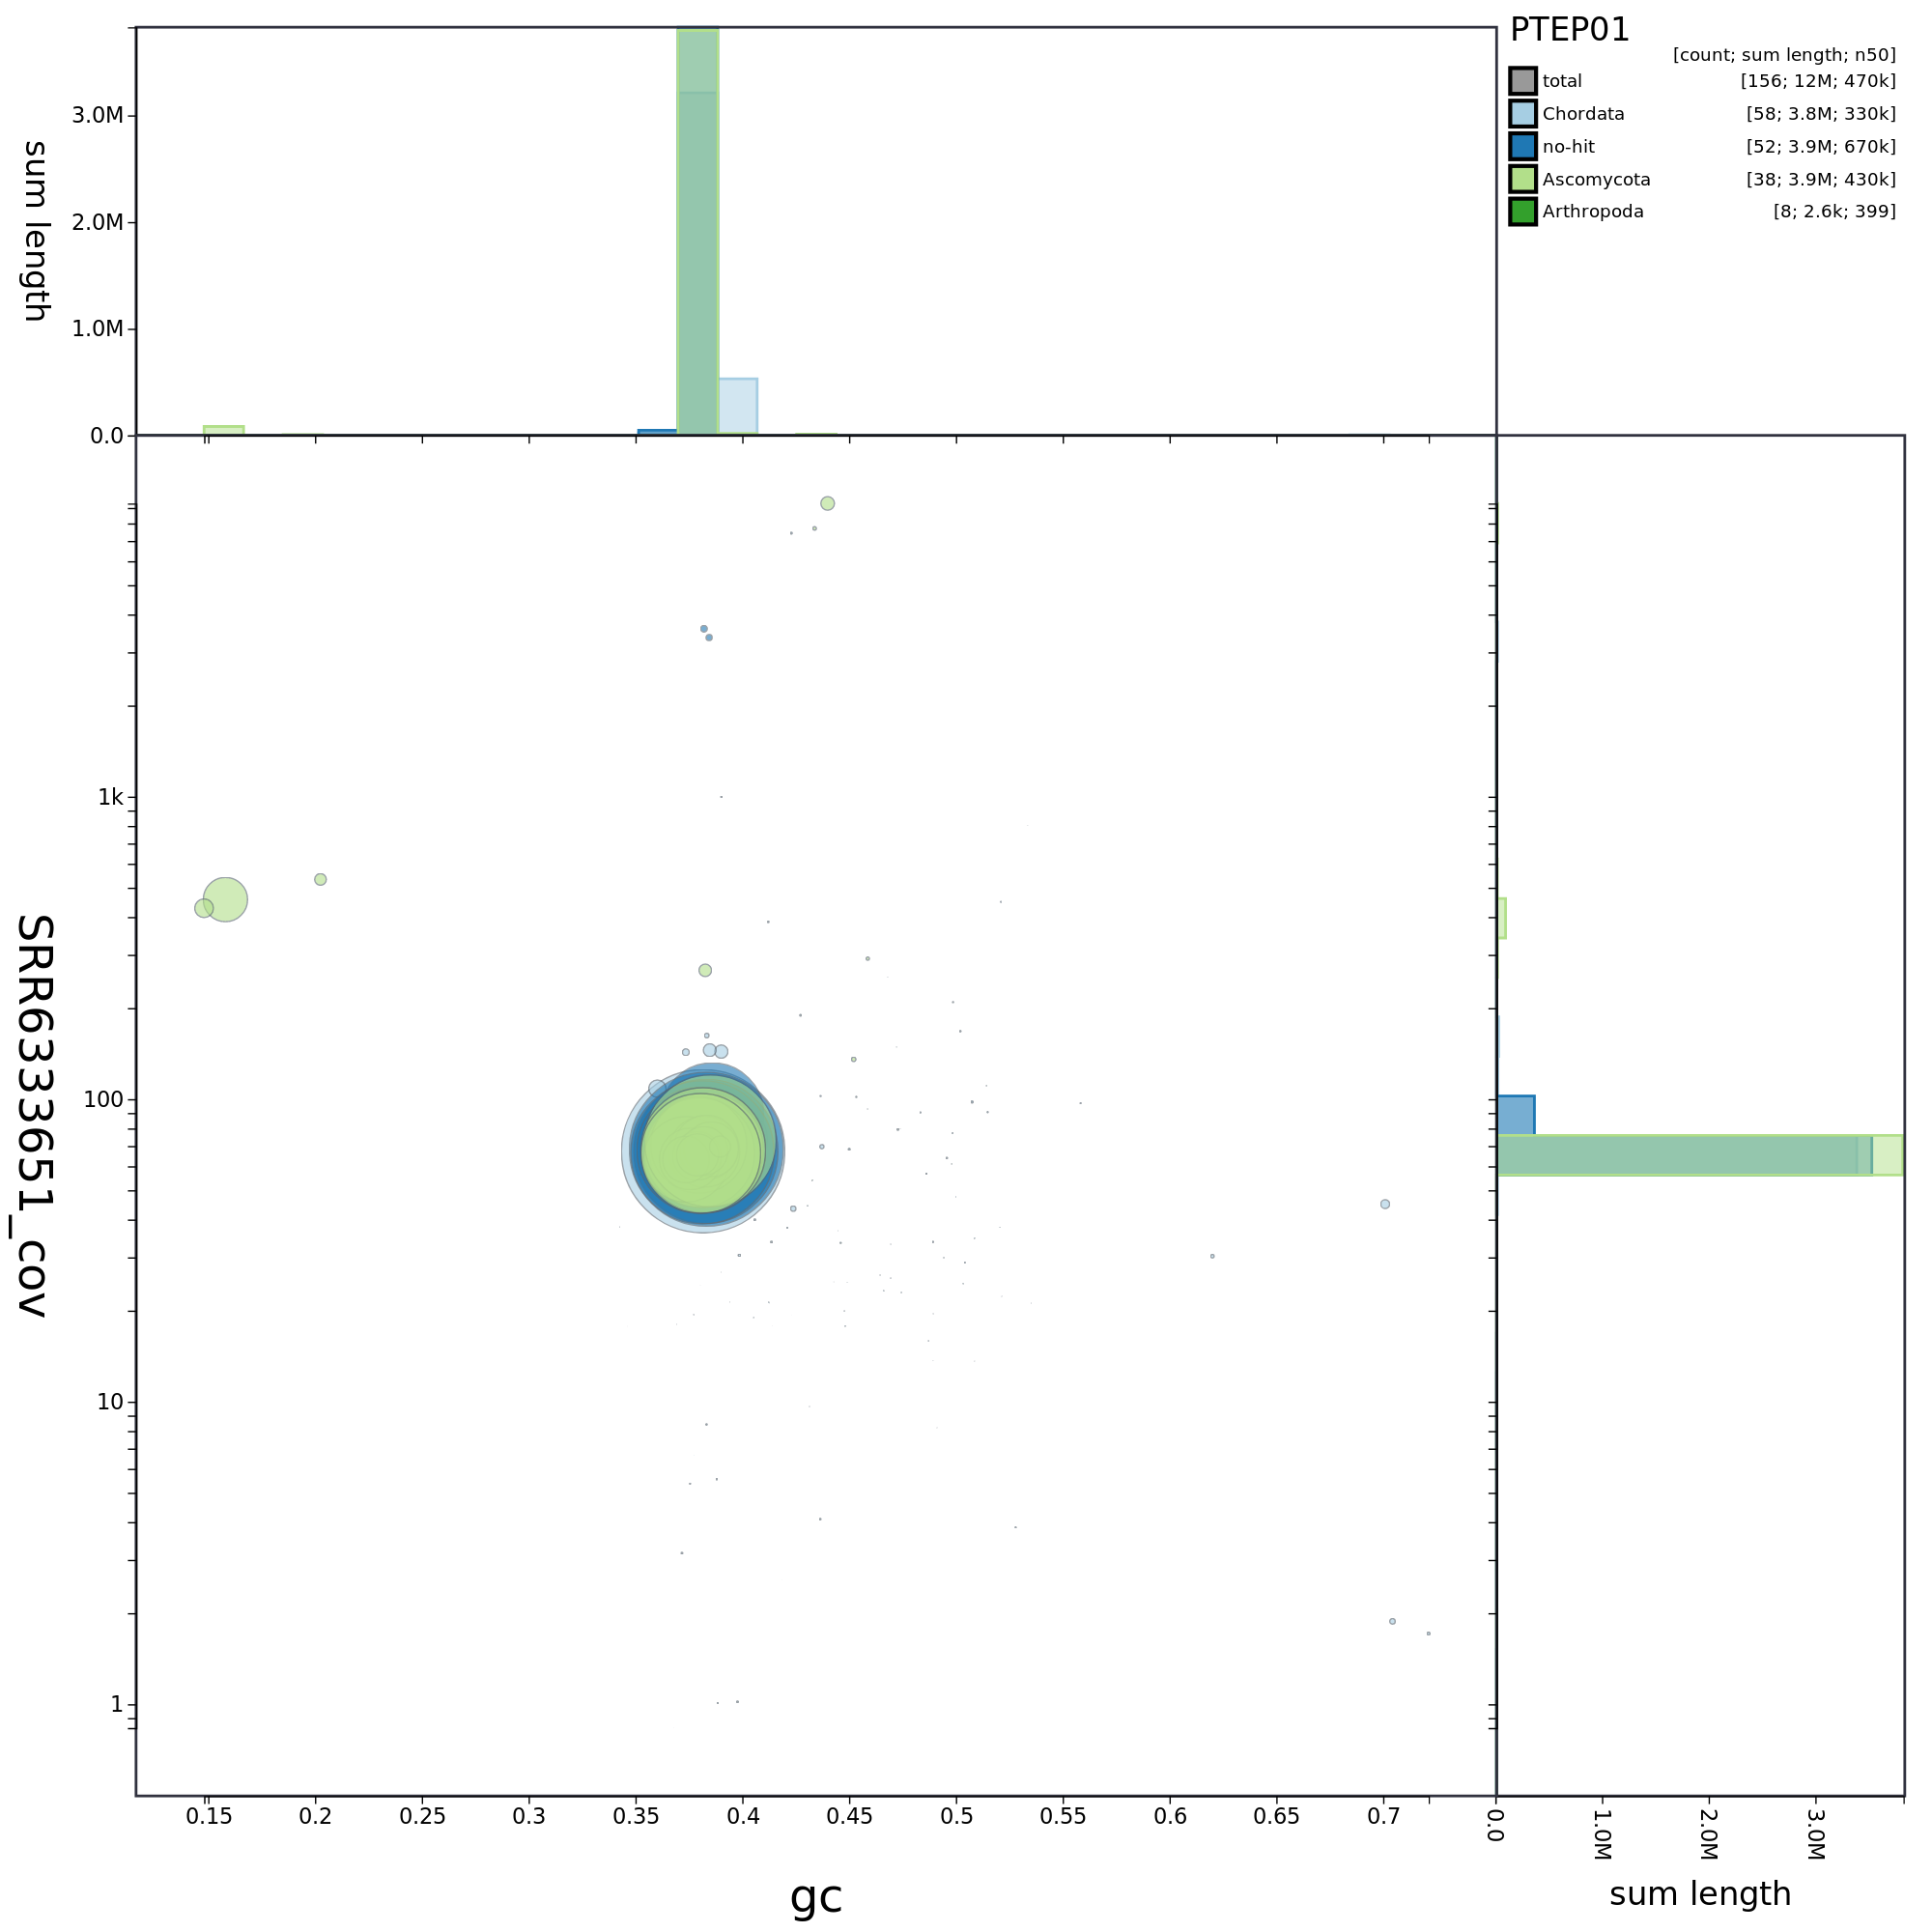 PTEP01
[count; sum length; n50]
total [156; 12M; 470k]
Chordata [58; 3.8M; 330k]
no-hit [52; 3.9M; 670k]
Ascomycota [38; 3.9M; 430k]
Arthropoda [8; 2.6k; 399]
sum length
3.0M
2.0M
1.0M
0.0
SRR6333651_cov
1k
100
10
1
0.15 0.2 0.25 0.3 0.35 0.4 0.45 0.5 0.55 0.6 0.65 0.7
gc
0.0 1.0M 2.0M 3.0M
sum length